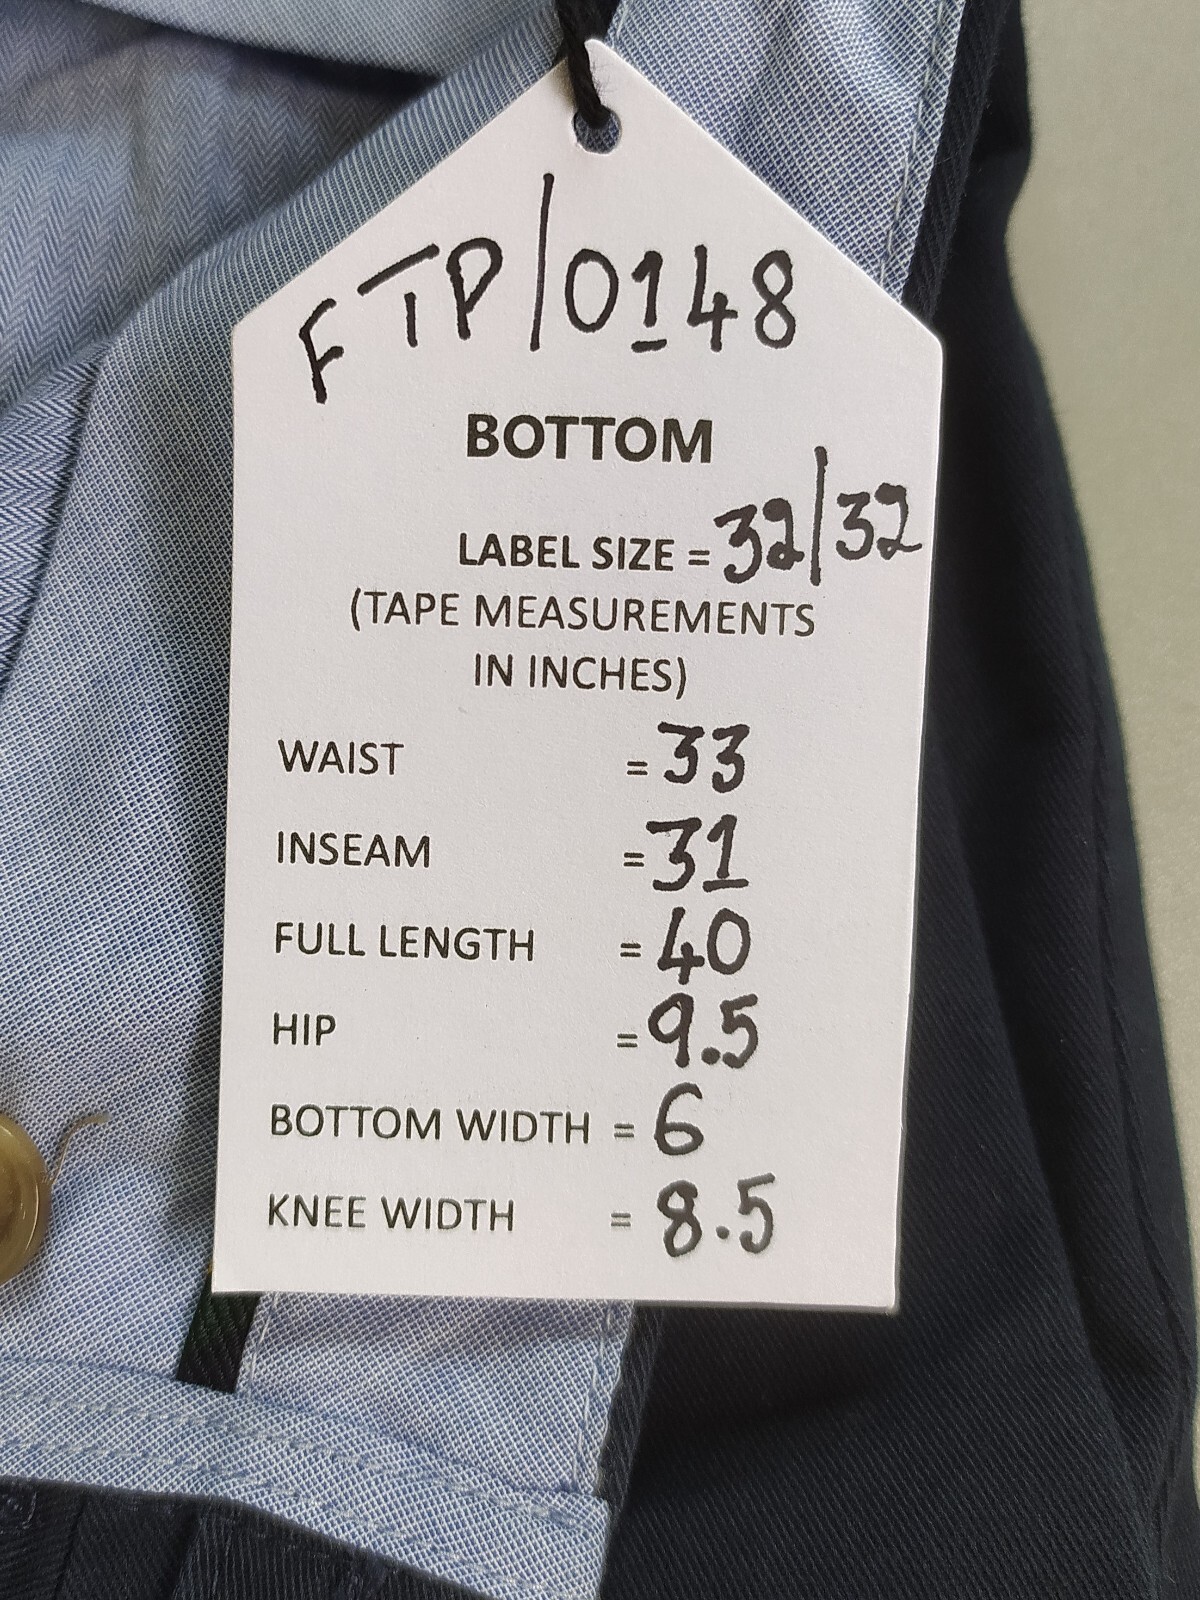 FTP/0148
BOTTOM
LABEL SIZE = 32/32
(TAPE MEASUREMENTS
IN INCHES)
WAIST = 33
INSEAM = 31
FULL LENGTH = 40
HIP = 9.5
BOTTOM WIDTH = 6
KNEE WIDTH = 8.5